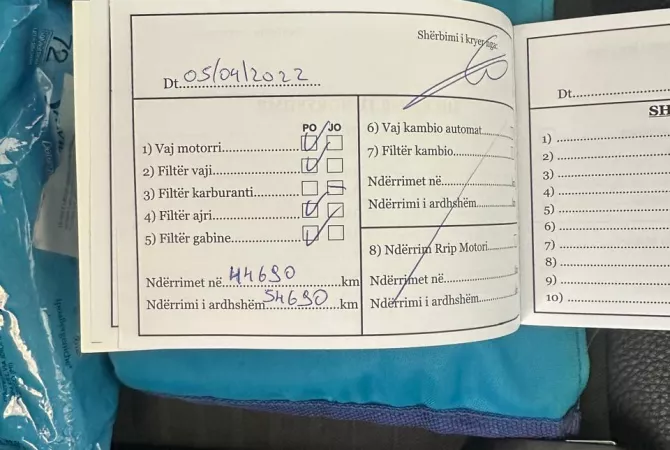 Shërbimi i kryer nga:
Dt. 05/04/2022
PO JO
1) Vaj motorri
2) Filtër vaji
3) Filtër karburanti
4) Filtër ajri
5) Filtër gabine
Ndërrimet në. 44690 km
Ndërrimi i ardhshëm 54690 km
6) Vaj kambio automat
7) Filtër kambio
Ndërrimet në
Ndërrimi i ardhshëm
8) Ndërrim Rrip Motori
Ndërrimet në
Ndërrimi i ardhshëm
Dt.
SH
1)
2)
3)
4)
5)
6)
7)
8)
9)
10)
72